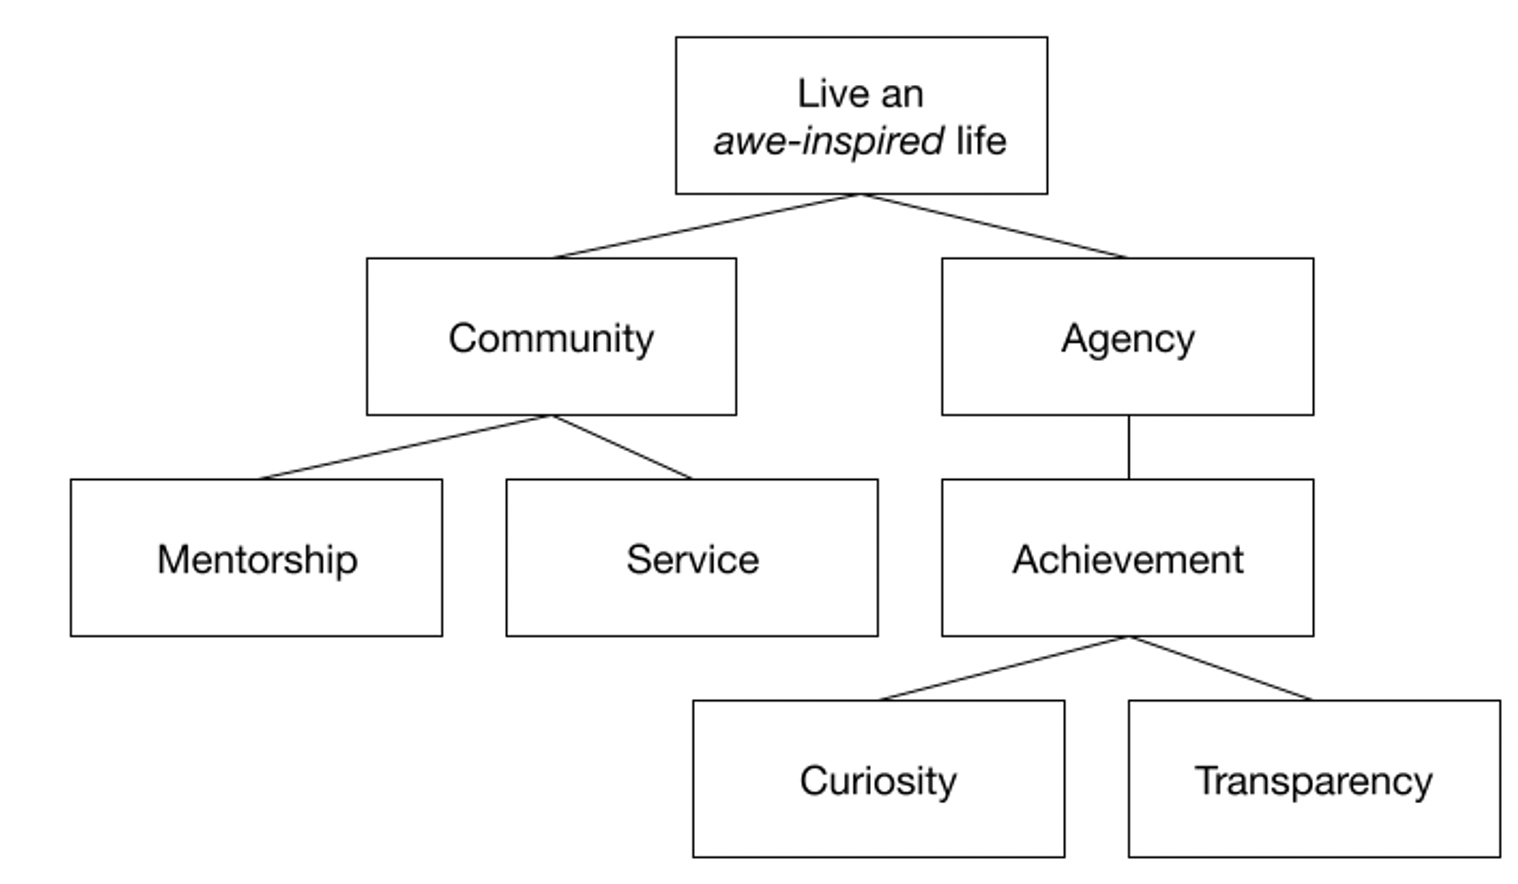 Live an
awe-inspired life
Community
Agency
Mentorship
Service
Achievement
Curiosity
Transparency